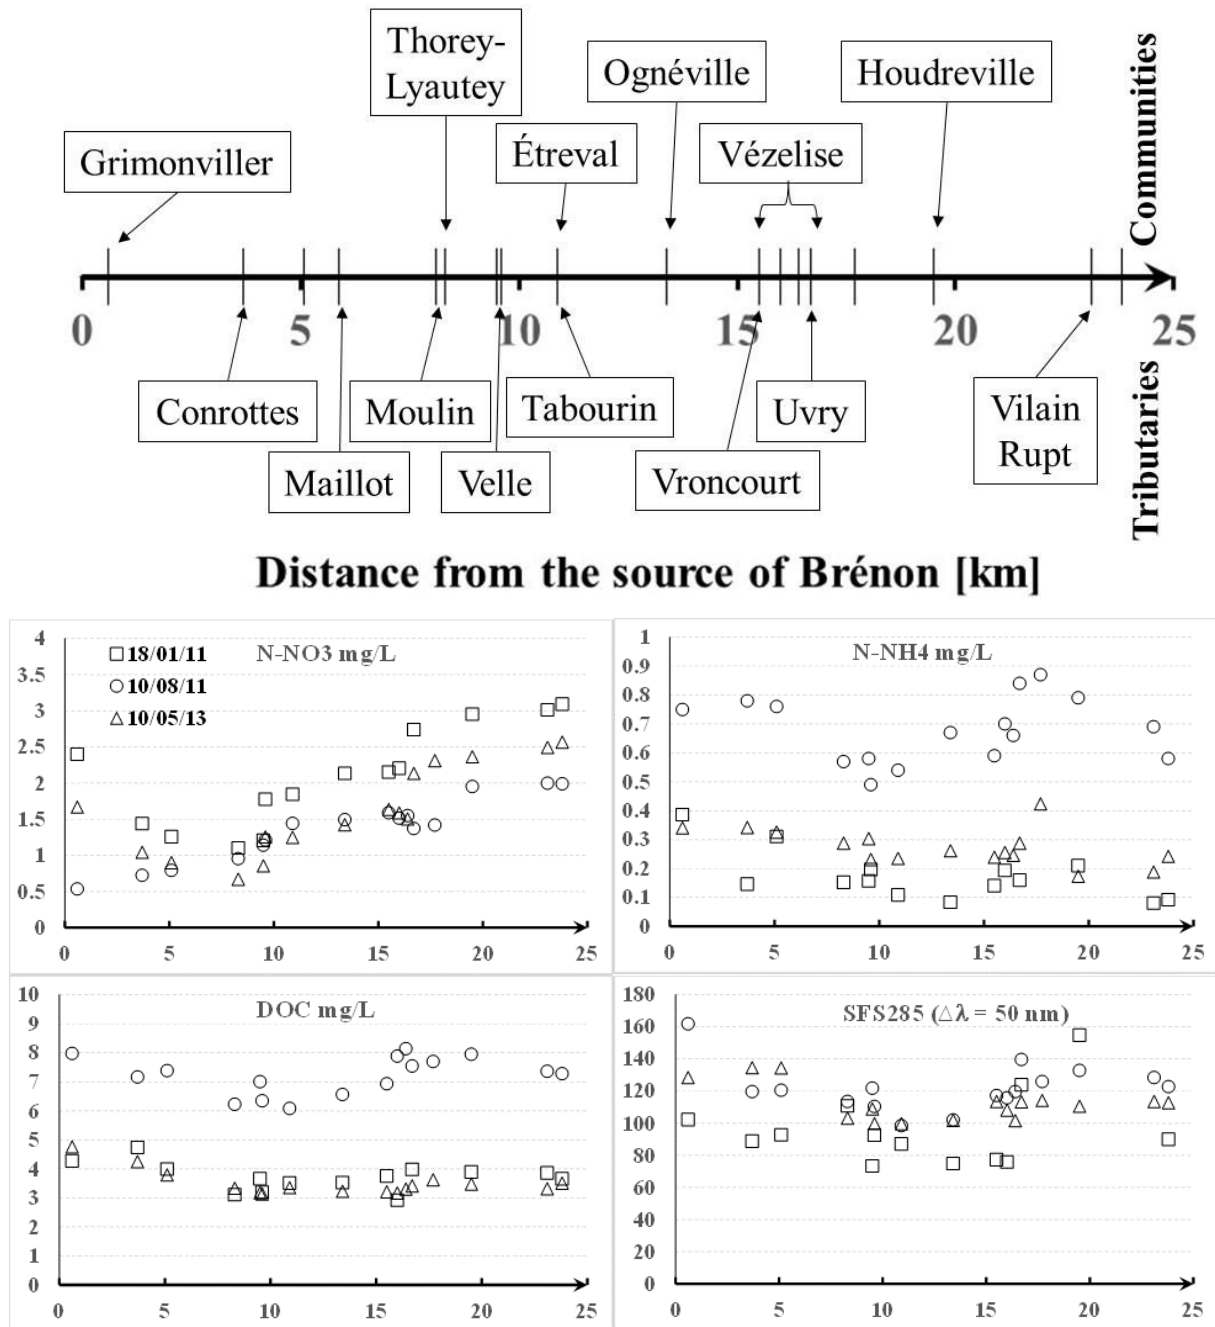 Thorey-
Lyautey
Ognéville
Houdreville
Communities
Grimonviller
Étreval
Vézelise
0 5 10 15 20 25
Conrottes
Moulin
Tabourin
Uvry
Vilain
Rupt
Maillot
Velle
Vroncourt
Tributaries
Distance from the source of Brénon [km]
N-NO3 mg/L
18/01/11
10/08/11
10/05/13
4
3.5
3
2.5
2
1.5
1
0.5
0
0 5 10 15 20 25
N-NH4 mg/L
1
0.9
0.8
0.7
0.6
0.5
0.4
0.3
0.2
0.1
0
0 5 10 15 20 25
DOC mg/L
10
9
8
7
6
5
4
3
2
1
0
0 5 10 15 20 25
SFS285 (Δλ = 50 nm)
180
160
140
120
100
80
60
40
20
0
0 5 10 15 20 25